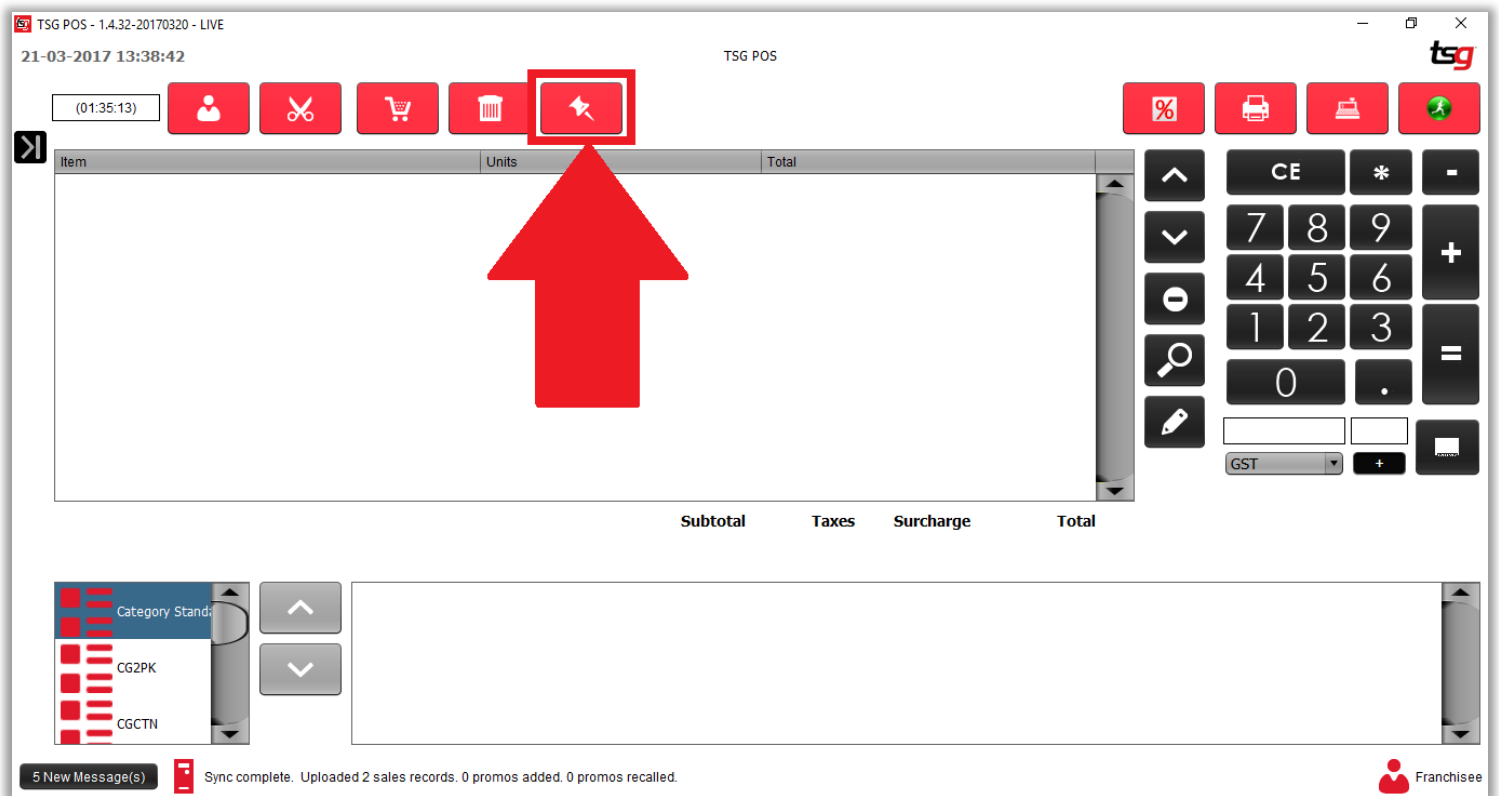 TSG POS - 1.4.32-20170320 - LIVE
21-03-2017 13:38:42
TSG POS
tsg
(01:35:13)
%
Item Units Total
CE * -
7 8 9 +
4 5 6
1 2 3 =
0 .
GST +
Subtotal Taxes Surcharge Total
Category Standa
CG2PK
CGCTN
5 New Message(s) Sync complete. Uploaded 2 sales records. 0 promos added. 0 promos recalled. Franchisee